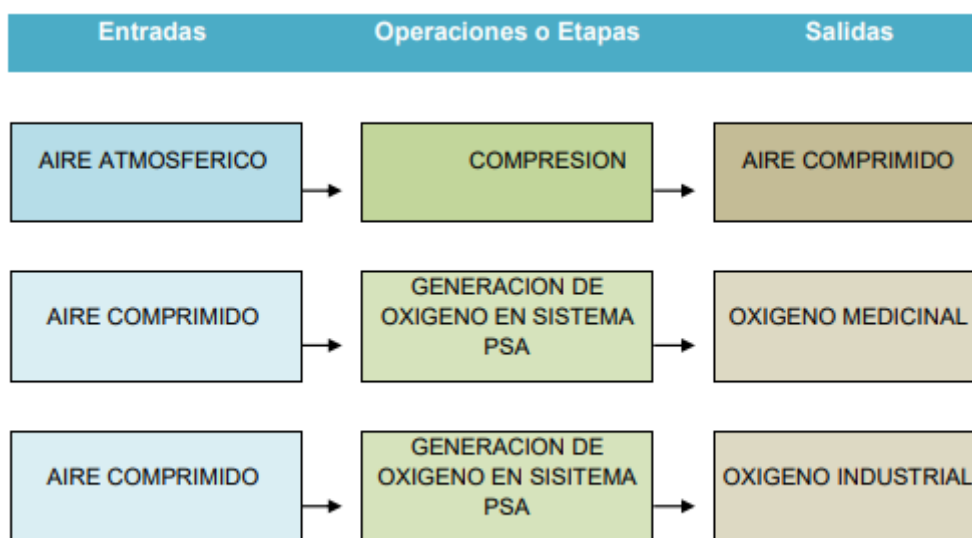 Entradas Operaciones o Etapas Salidas
AIRE ATMOSFERICO COMPRESION AIRE COMPRIMIDO
GENERACION DE
AIRE COMPRIMIDO OXIGENO EN SISTEMA OXIGENO MEDICINAL
PSA
GENERACION DE
AIRE COMPRIMIDO OXIGENO EN SISITEMA OXIGENO INDUSTRIAL
PSA